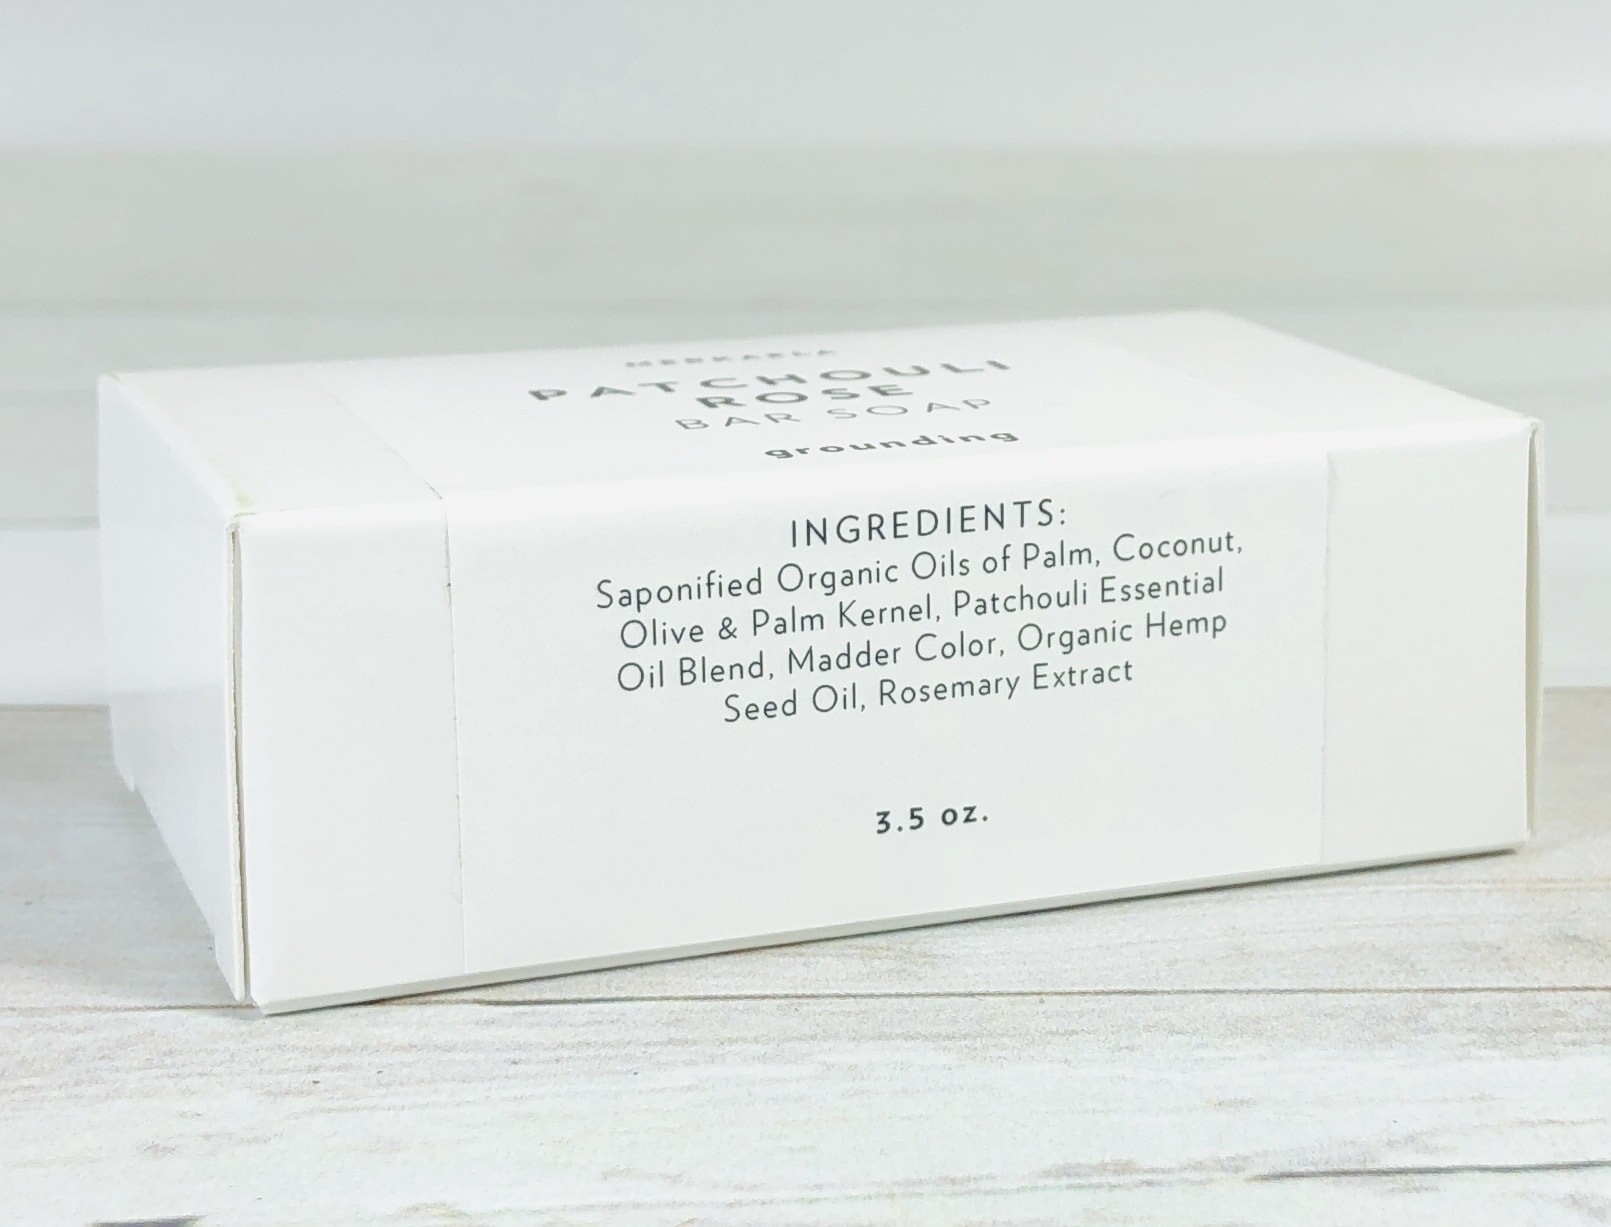 MERKABLA
PATCHOULI
ROSE
BAR SOAP
grounding
INGREDIENTS:
Saponified Organic Oils of Palm, Coconut,
Olive & Palm Kernel, Patchouli Essential
Oil Blend, Madder Color, Organic Hemp
Seed Oil, Rosemary Extract
3.5 oz.